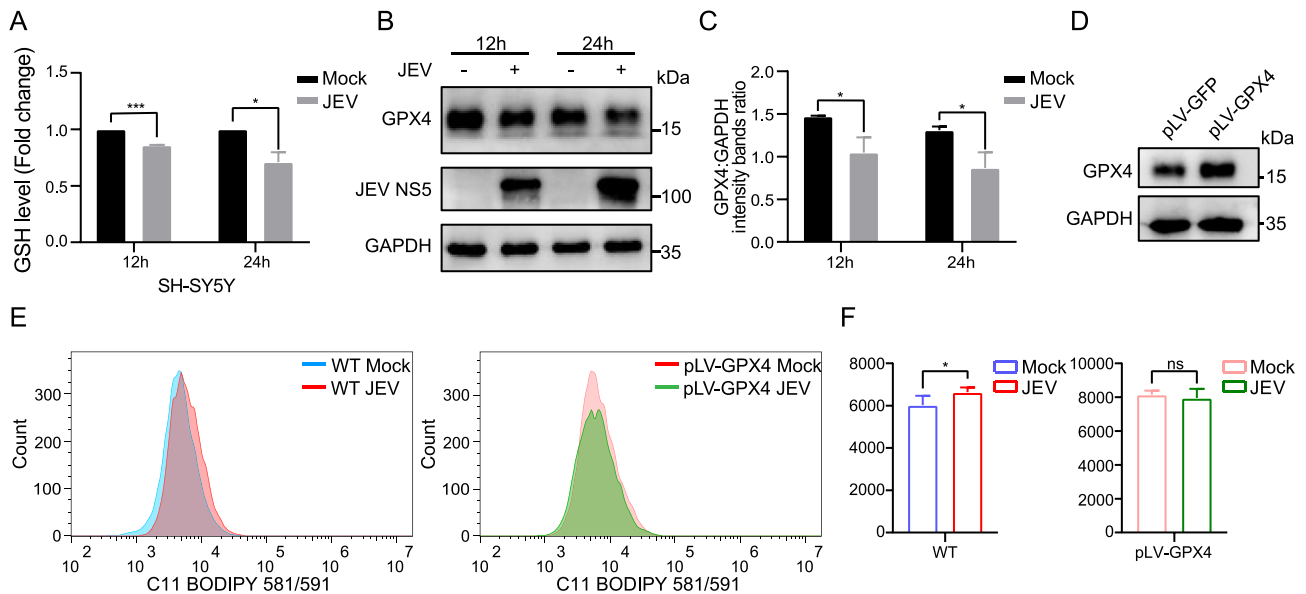 A
GSH level (Fold change)
1.5
1.0
0.5
0.0
***
*
Mock
JEV
12h
24h
SH-SY5Y
B
12h
24h
JEV
- + - +
kDa
GPX4
15
JEV NS5
100
GAPDH
35
C
GPX4:GAPDH
intensity bands ratio
2.0
1.5
1.0
0.5
0.0
*
*
Mock
JEV
12h
24h
D
pLV-GFP
pLV-GPX4
kDa
GPX4
15
GAPDH
35
E
Count
300
200
100
0
WT Mock
WT JEV
10 2
10 3
10 4
10 5
10 6
10 7
C11 BODIPY 581/591
Count
300
200
100
0
pLV-GPX4 Mock
pLV-GPX4 JEV
10 2
10 3
10 4
10 5
10 6
10 7
C11 BODIPY 581/591
F
8000
6000
4000
2000
0
*
Mock
JEV
WT
10000
8000
6000
4000
2000
0
ns
Mock
JEV
pLV-GPX4